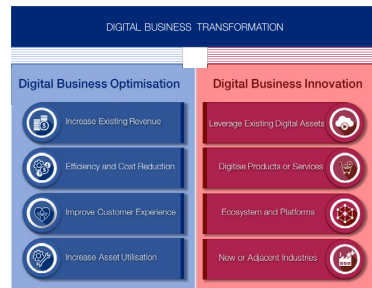 DIGITAL BUSINESS TRANSFORMATION
Digital Business Optimisation
Increase Existing Revenue
Efficiency and Cost Reduction
Improve Customer Experience
Increase Asset Utilisation
Digital Business Innovation
Leverage Existing Digital Assets
Digitise Products or Services
Ecosystem and Platforms
New or Adjacent Industries